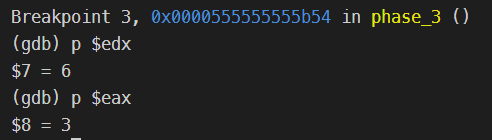 Breakpoint 3, 0x0000555555555b54 in phase_3 ()
(gdb) p $edx
$7 = 6
(gdb) p $eax
$8 = 3